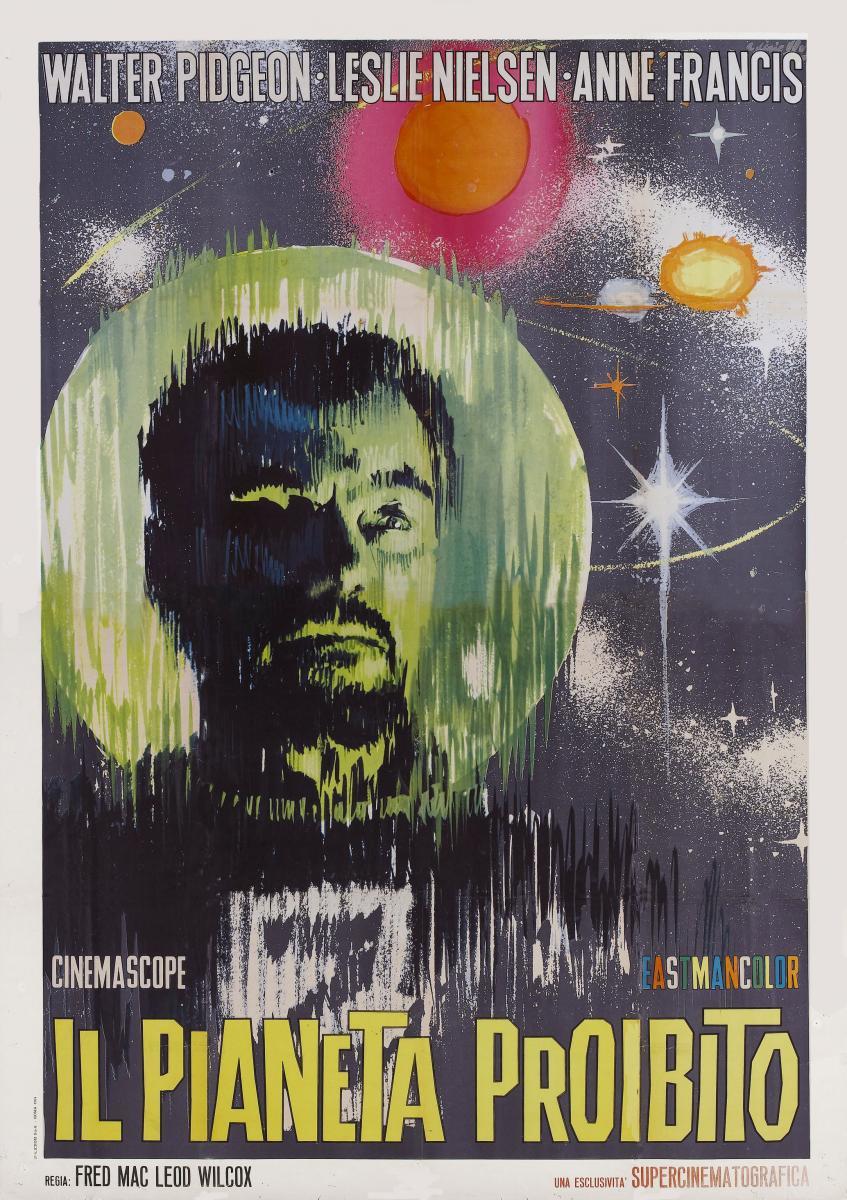 WALTER PIDGEON·LESLIE NIELSEN·ANNE FRANCIS
CINEMASCOPE
EASTMANCOLOR
IL PIANETA PROIBITO
REGIA: FRED MAC LEOD WILCOX
UNA ESCLUSIVITA' SUPERCINEMATOGRAFICA